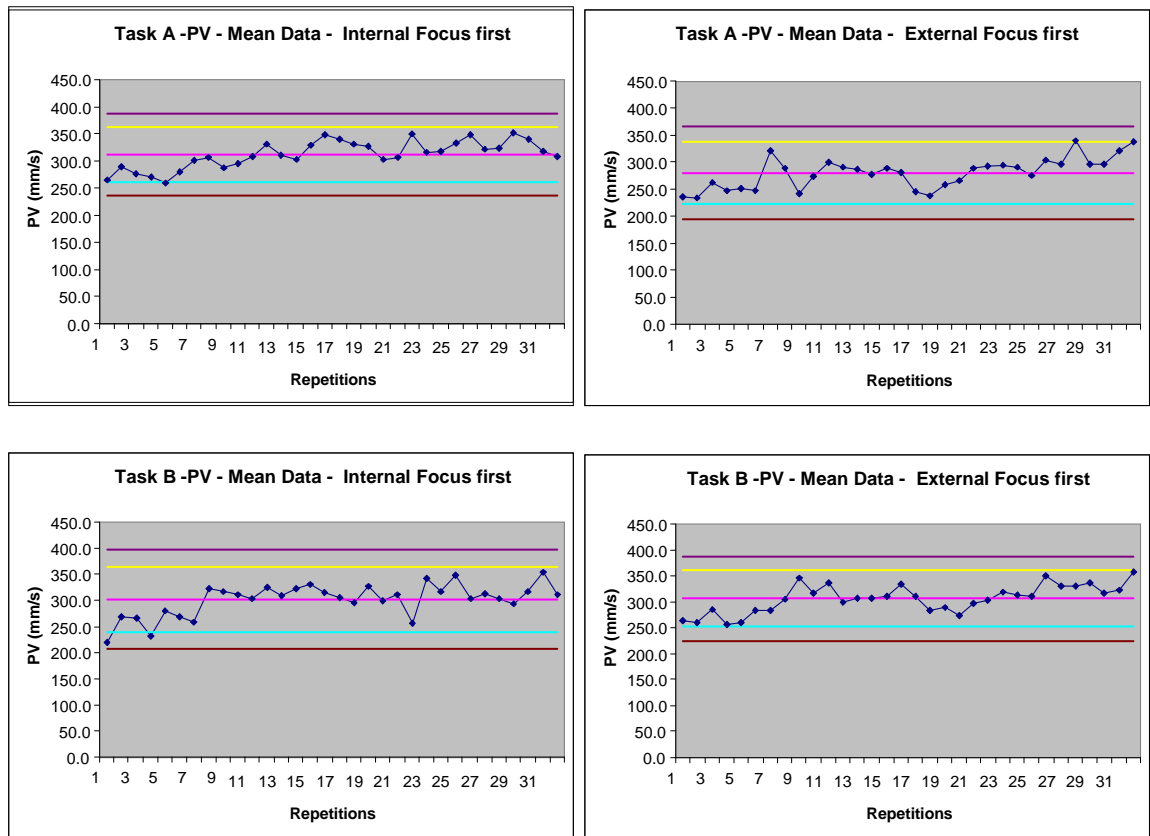 Task A -PV - Mean Data -  Internal Focus first
450.0
400.0
350.0
300.0
250.0
200.0
150.0
100.0
50.0
0.0
PV (mm/s)
1 3 5 7 9 11 13 15 17 19 21 23 25 27 29 31
Repetitions
Task A -PV - Mean Data -  External Focus first
450.0
400.0
350.0
300.0
250.0
200.0
150.0
100.0
50.0
0.0
PV (mm/s)
1 3 5 7 9 11 13 15 17 19 21 23 25 27 29 31
Repetitions
Task B -PV - Mean Data -  Internal Focus first
450.0
400.0
350.0
300.0
250.0
200.0
150.0
100.0
50.0
0.0
PV (mm/s)
1 3 5 7 9 11 13 15 17 19 21 23 25 27 29 31
Repetitions
Task B -PV - Mean Data -  External Focus first
450.0
400.0
350.0
300.0
250.0
200.0
150.0
100.0
50.0
0.0
PV (mm/s)
1 3 5 7 9 11 13 15 17 19 21 23 25 27 29 31
Repetitions